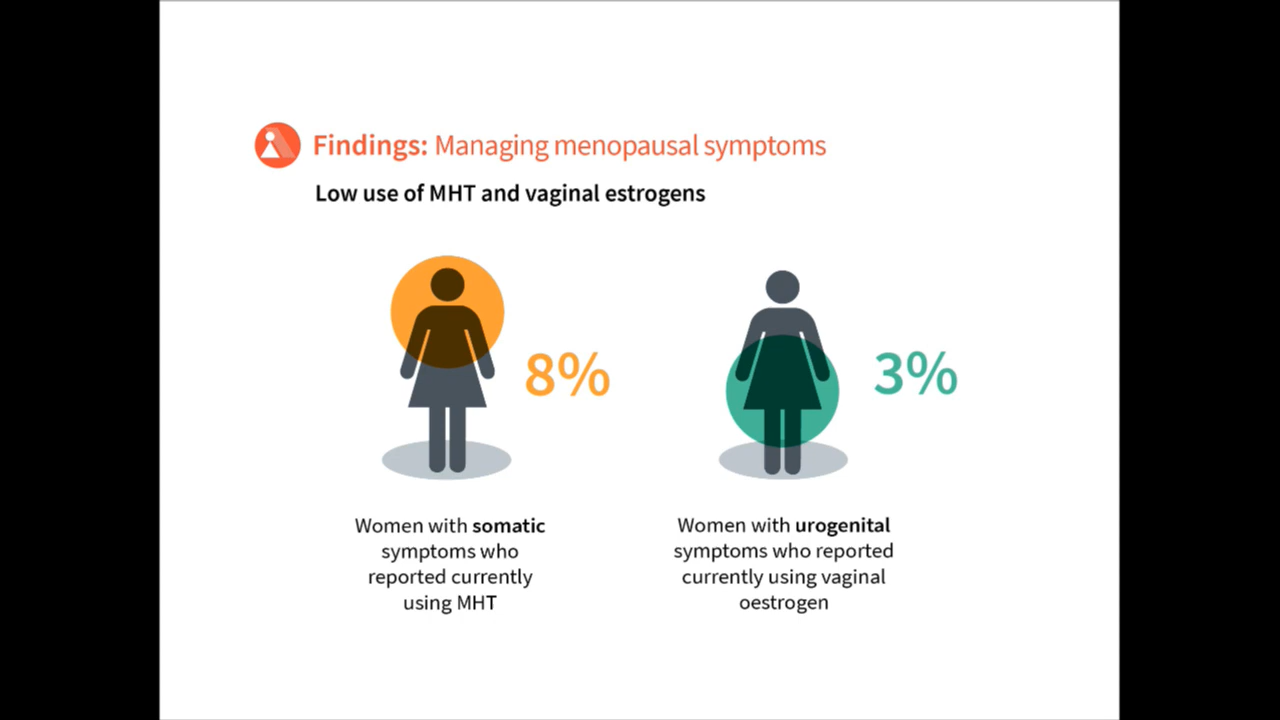 Findings: Managing menopausal symptoms
Low use of MHT and vaginal estrogens
8%
3%
Women with somatic
symptoms who
reported currently
using MHT
Women with urogenital
symptoms who reported
currently using vaginal
oestrogen